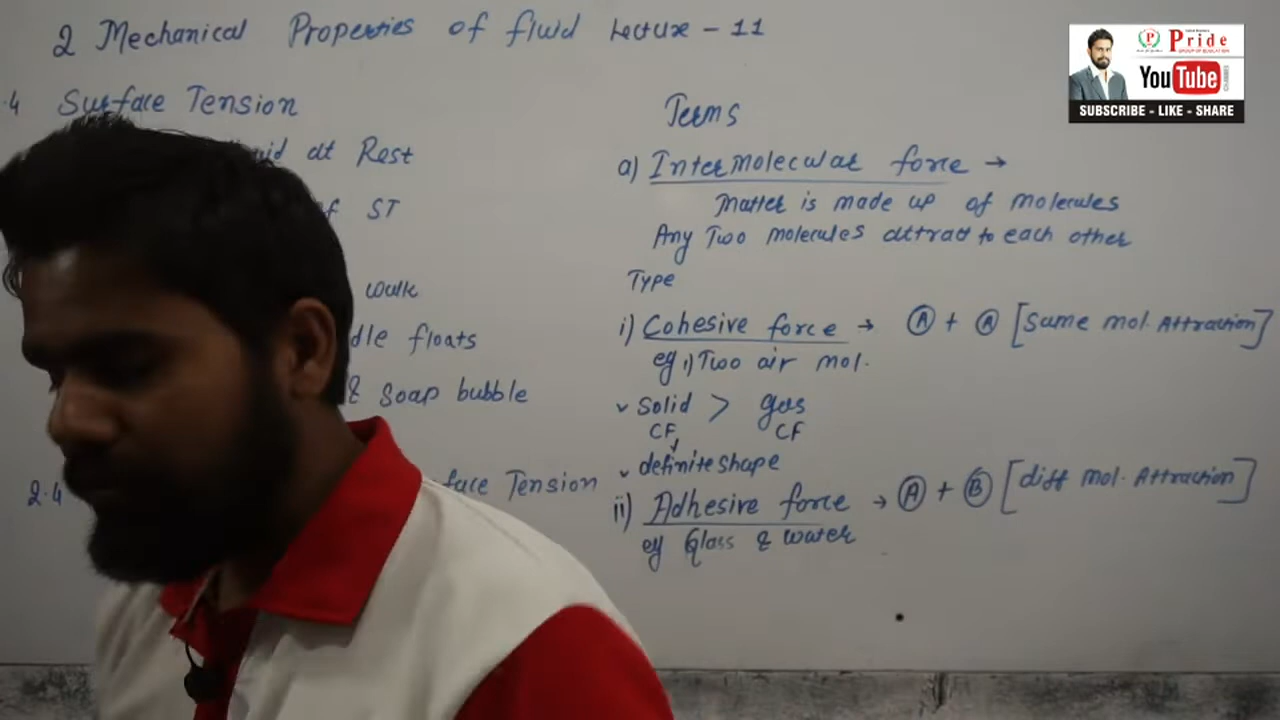 2 Mechanical Properties of fluid Lecture - 11
.4 Surface Tension
uid at Rest
of ST
walk
dle floats
& Soap bubble
2.4
face Tension
Terms
a) Intermolecular force →
Matter is made up of molecules
Any Two molecules attract to each other
Type
i) Cohesive force → A + A [Same mol. Attraction]
eg i) Two air mol.
✓ Solid > gas
CF CF
↓
✓ definite shape
ii) Adhesive force → A + B [diff mol. Attraction]
eg Glass & water
Pride
YouTube
SUBSCRIBE - LIKE - SHARE